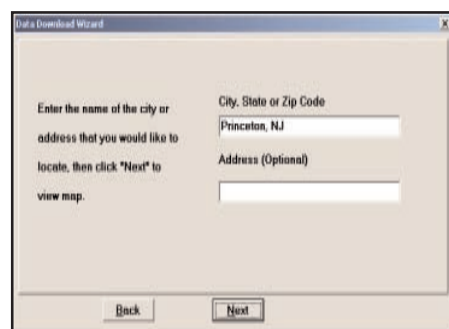 Data Download Wizard
X
Enter the name of the city or
address that you would like to
locate, then click "Next" to
view map.
City, State or Zip Code
Princeton, NJ
Address (Optional)
Back
Next